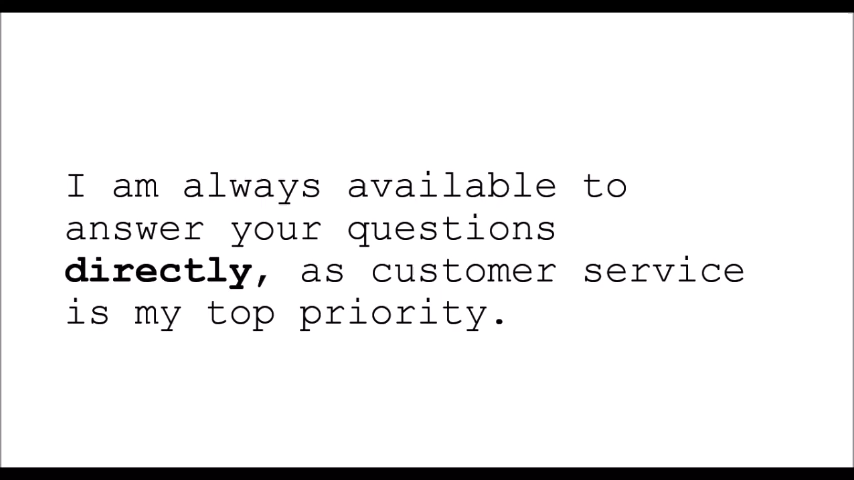 I am always available to
answer your questions
directly, as customer service
is my top priority.